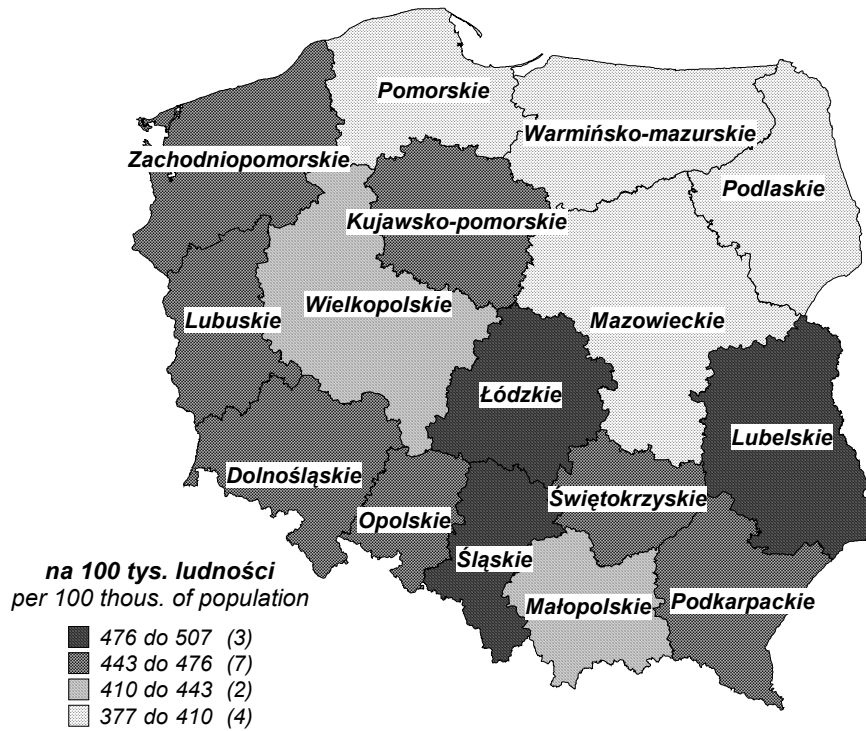 Pomorskie
Warmińsko-mazurskie
Zachodniopomorskie
Podlaskie
Kujawsko-pomorskie
Wielkopolskie
Lubuskie
Mazowieckie
Łódzkie
Lubelskie
Dolnośląskie
Świętokrzyskie
Opolskie
Śląskie
Małopolskie
Podkarpackie
na 100 tys. ludności
per 100 thous. of population
476 do 507 (3)
443 do 476 (7)
410 do 443 (2)
377 do 410 (4)